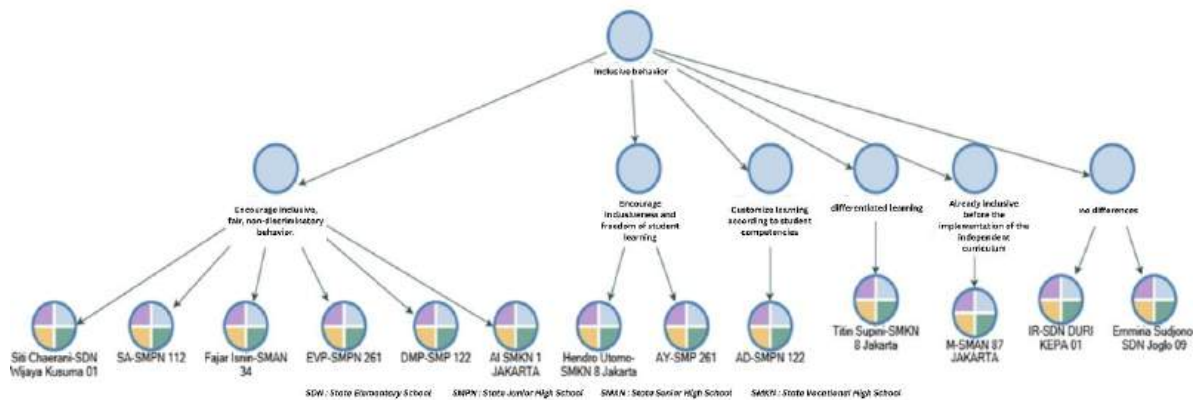 Inclusive behavior
Encourage inclusive,
fair, non-discriminatory
behavior.
Encourage
inclusiveness and
freedom of student
learning
Customize learning
according to student
competencies
differentiated learning
Already inclusive
before the
implementation of the
independent
curriculum
no differences
Siti Chaerani-SDN
Wijaya Kusuma 01
SA-SMPN 112
Fajar Isnin-SMAN
34
EVP-SMPN 261
DMP-SMP 122
AI SMKN 1
JAKARTA
Hendro Utomo-
SMKN 8 Jakarta
AY-SMP 261
AD-SMPN 122
Titin Supini-SMKN
8 Jakarta
M-SMAN 87
JAKARTA
IR-SDN DURI
KEPA 01
Emmina Sudjono
SDN Joglo 09
SDN : State Elementary School SMPN : State Junior High School SMAN : State Senior High School SMKN : State Vocational High School